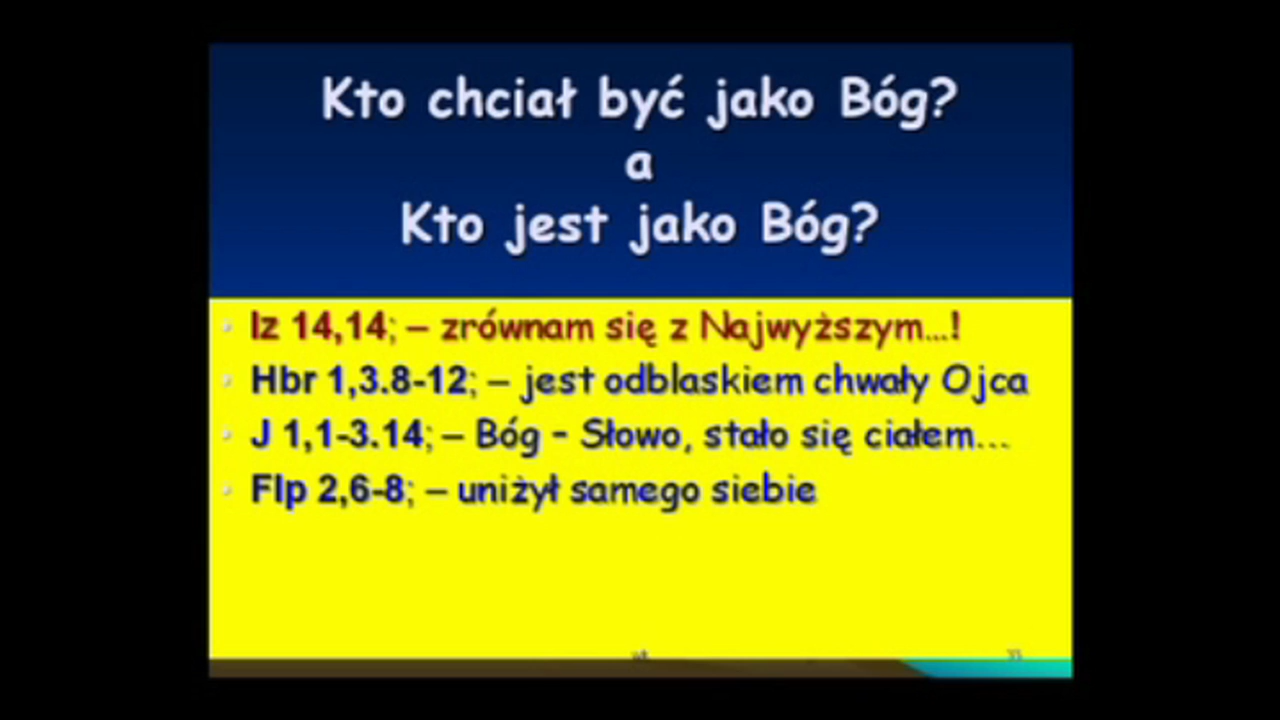 Kto chciał być jako Bóg?
a
Kto jest jako Bóg?
Iz 14,14; – zrównam się z Najwyższym...!
Hbr 1,3.8-12; – jest odblaskiem chwały Ojca
J 1,1-3.14; – Bóg – Słowo, stało się ciałem...
Flp 2,6-8; – uniżył samego siebie